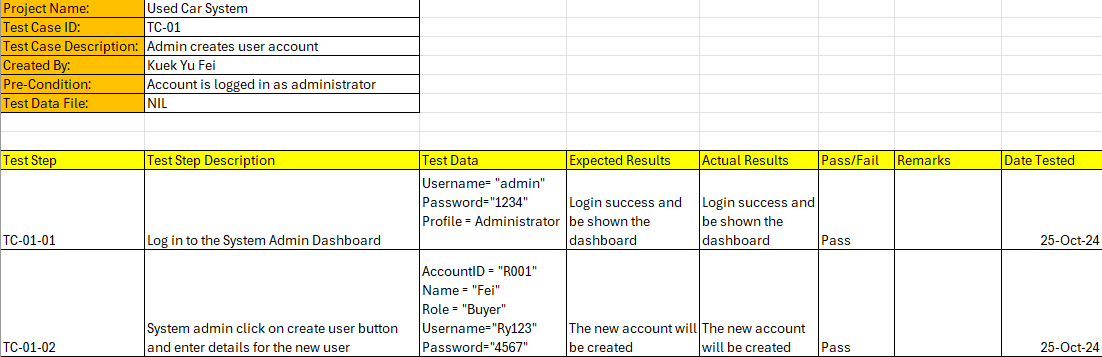 Project Name: Used Car System
Test Case ID: TC-01
Test Case Description: Admin creates user account
Created By: Kuek Yu Fei
Pre-Condition: Account is logged in as administrator
Test Data File: NIL
Test Step Test Step Description Test Data Expected Results Actual Results Pass/Fail Remarks Date Tested
TC-01-01
Log in to the System Admin Dashboard
Username= "admin"
Password="1234"
Profile = Administrator
Login success and
be shown the
dashboard
Login success and
be shown the
dashboard
Pass
25-Oct-24
TC-01-02
System admin click on create user button
and enter details for the new user
AccountID = "R001"
Name = "Fei"
Role = "Buyer"
Username="Ry123"
Password="4567"
The new account will
be created
The new account
will be created
Pass
25-Oct-24